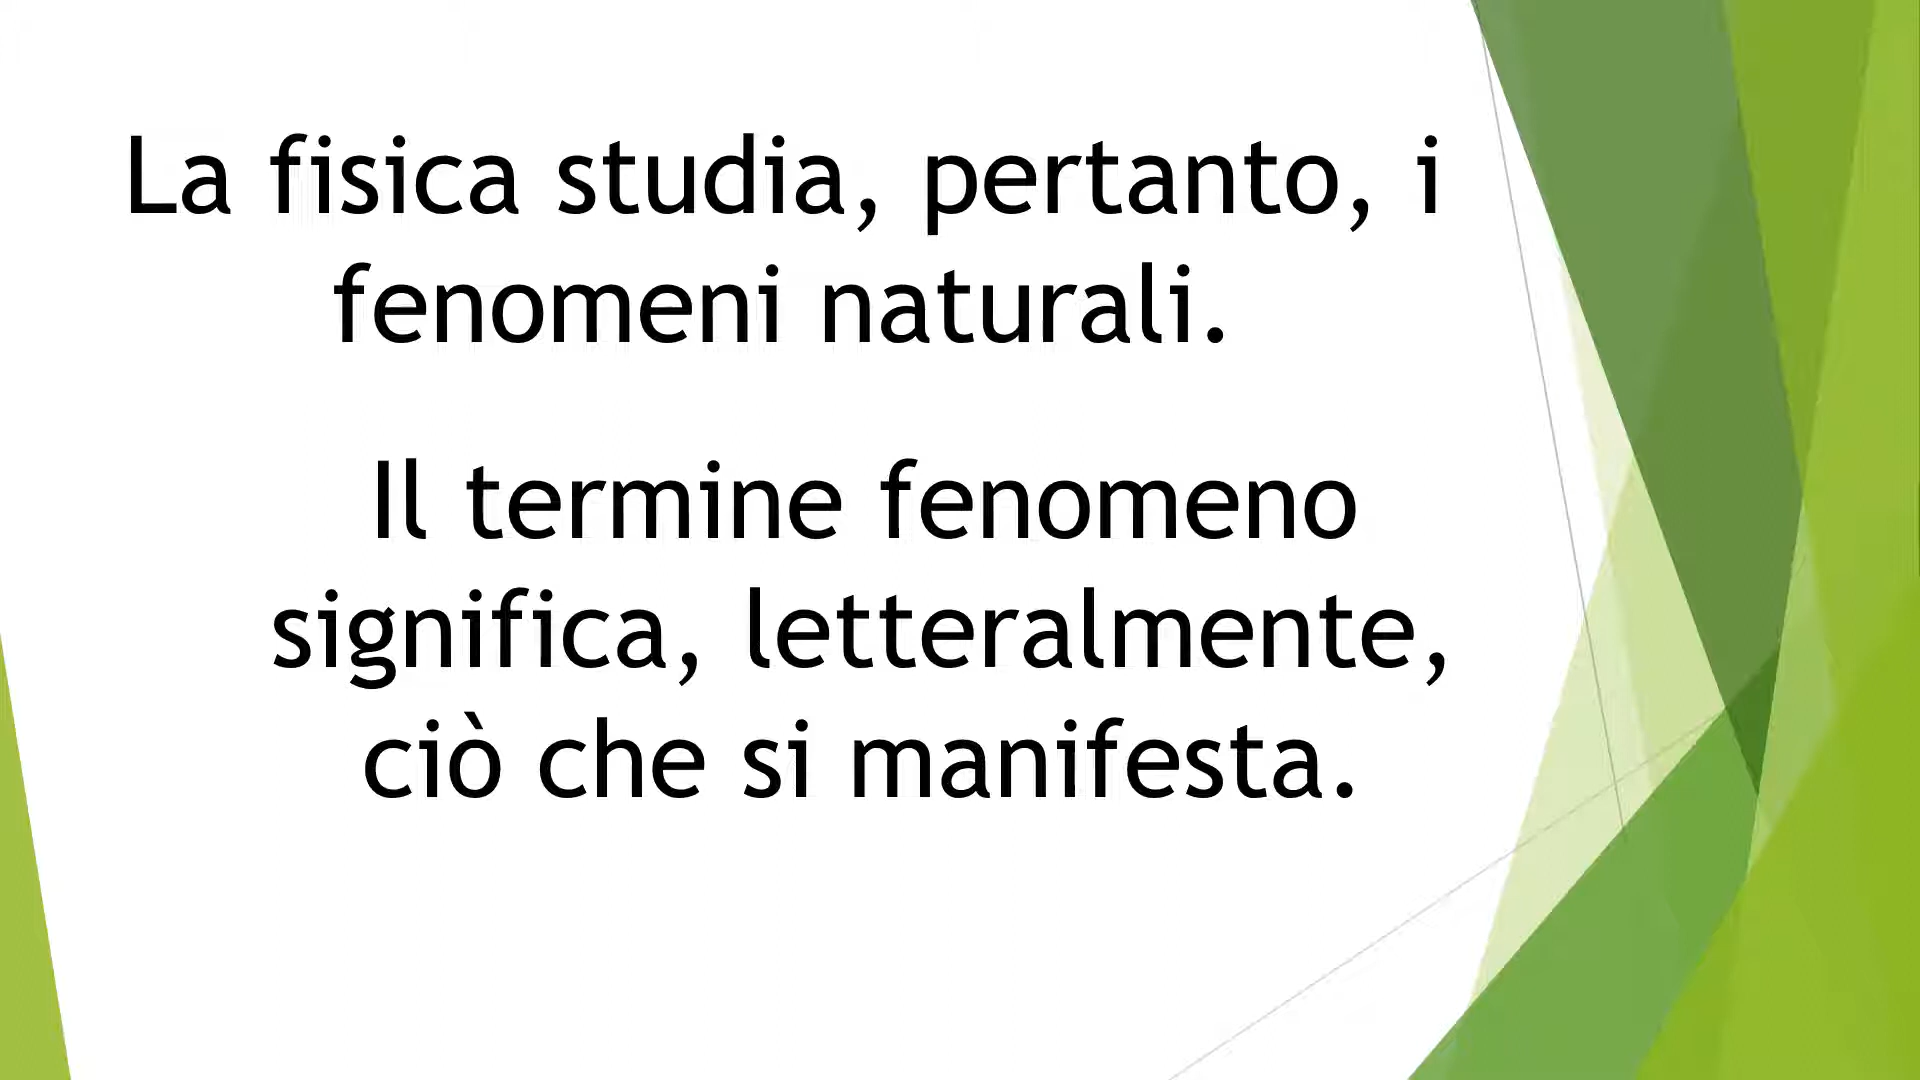 La fisica studia, pertanto, i
fenomeni naturali.
Il termine fenomeno
significa, letteralmente,
ciò che si manifesta.